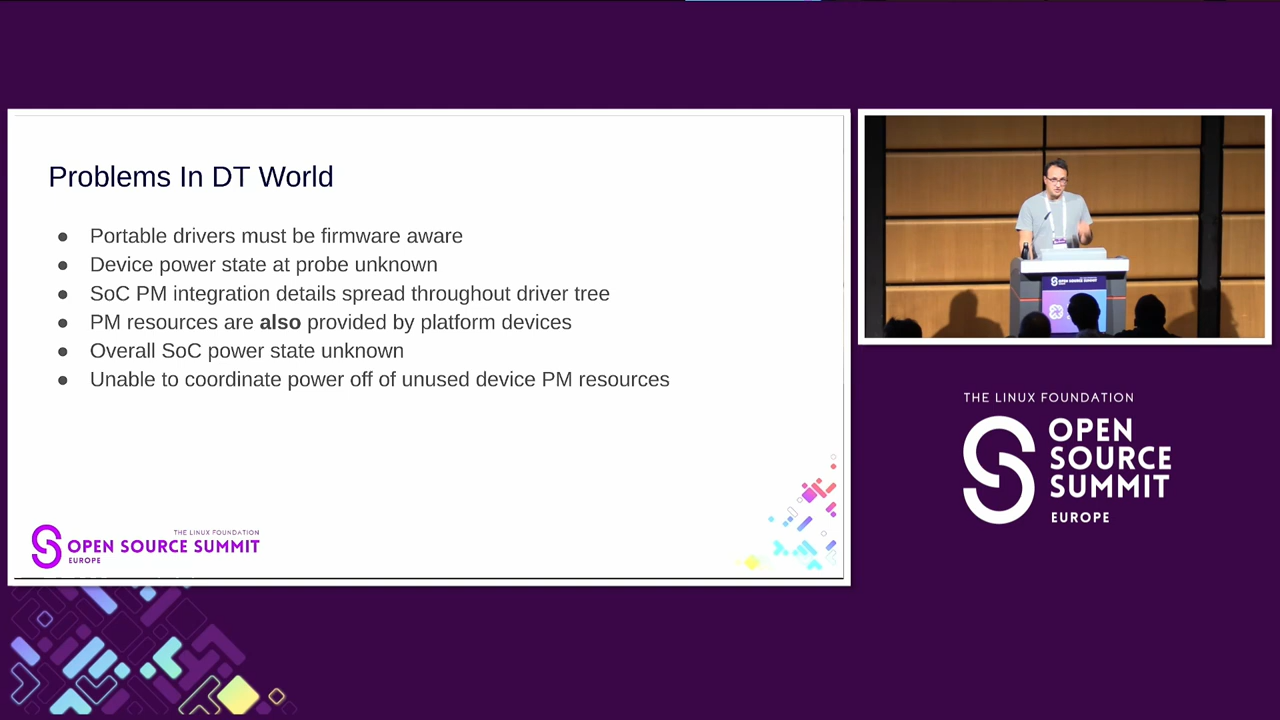 Problems In DT World
● Portable drivers must be firmware aware
● Device power state at probe unknown
● SoC PM integration details spread throughout driver tree
● PM resources are also provided by platform devices
● Overall SoC power state unknown
● Unable to coordinate power off of unused device PM resources
THE LINUX FOUNDATION
OPEN SOURCE SUMMIT
EUROPE
OPEN SOURCE SUMMIT
THE LINUX FOUNDATION
OPEN
SOURCE
SUMMIT
EUROPE